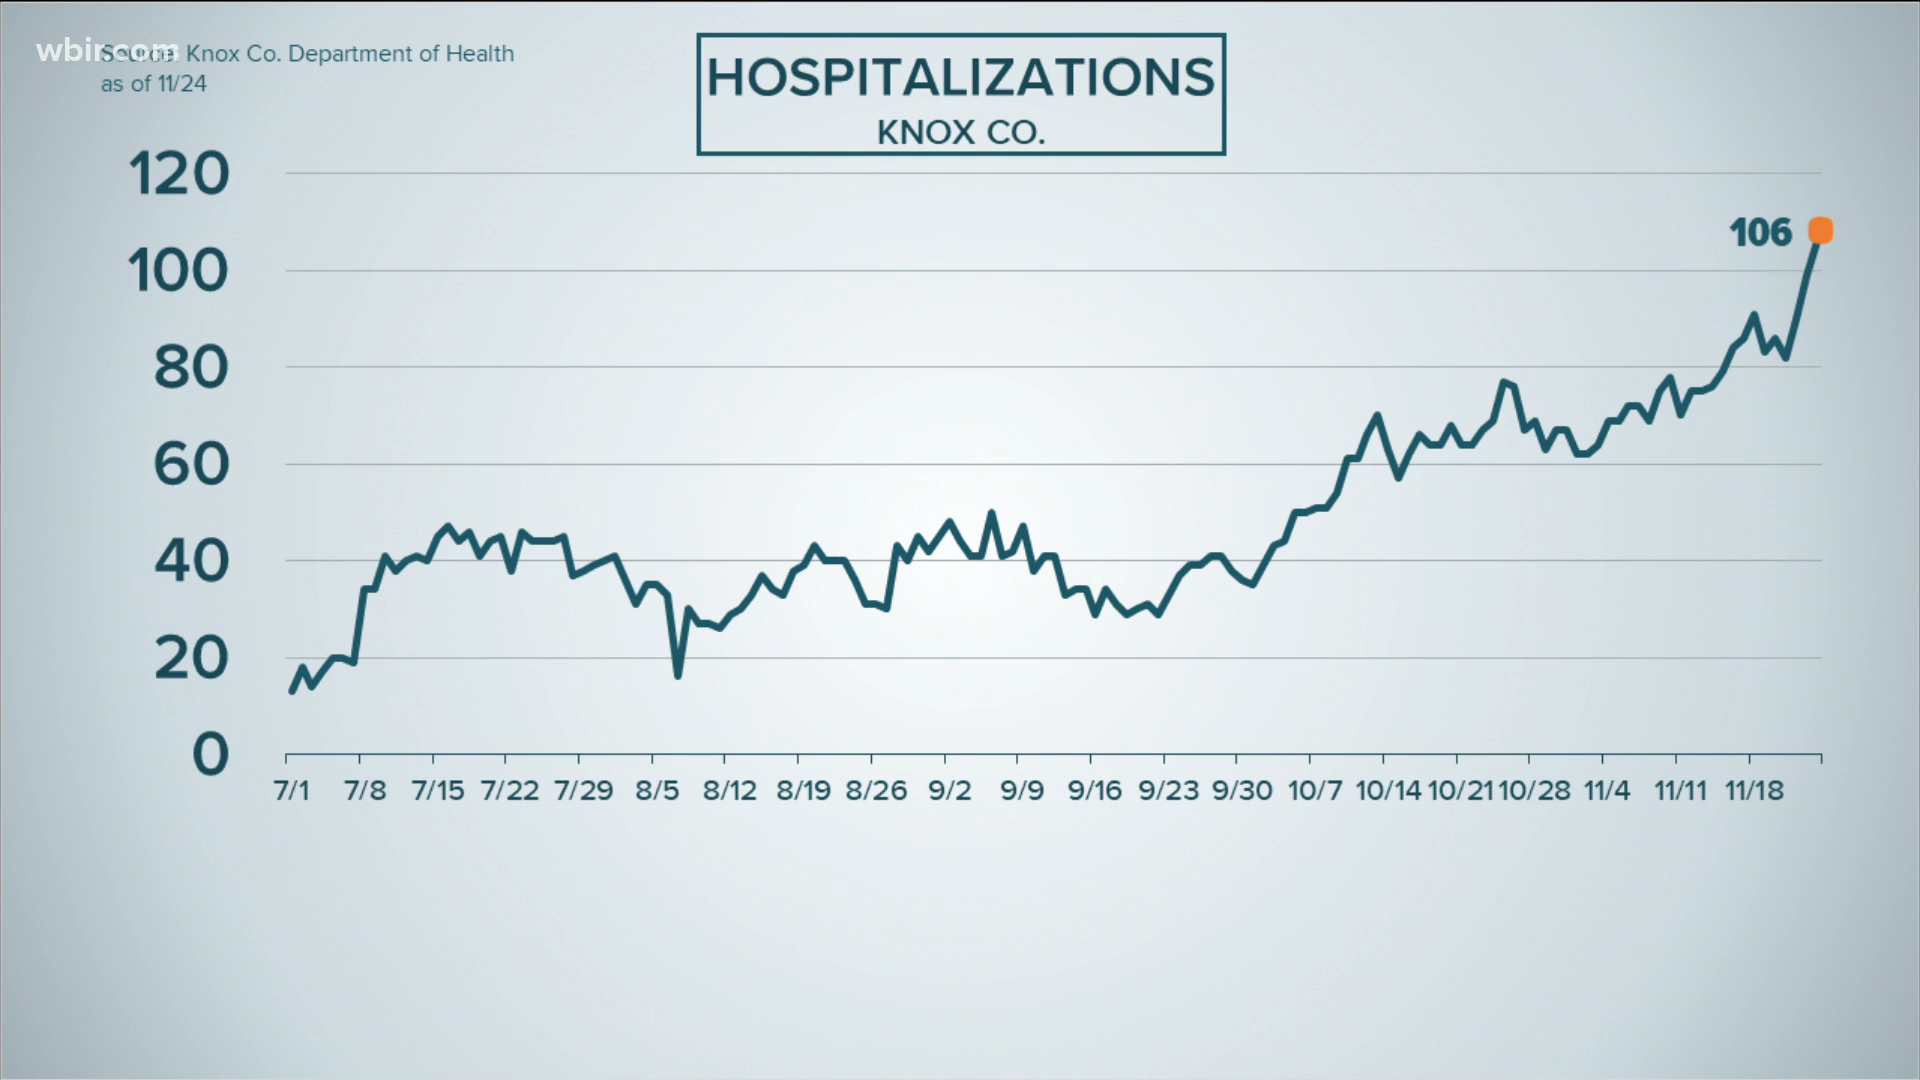 wbir.com
Source: Knox Co. Department of Health
as of 11/24
HOSPITALIZATIONS
KNOX CO.
120
100
80
60
40
20
0
106
7/1 7/8 7/15 7/22 7/29 8/5 8/12 8/19 8/26 9/2 9/9 9/16 9/23 9/30 10/7 10/14 10/21 10/28 11/4 11/11 11/18